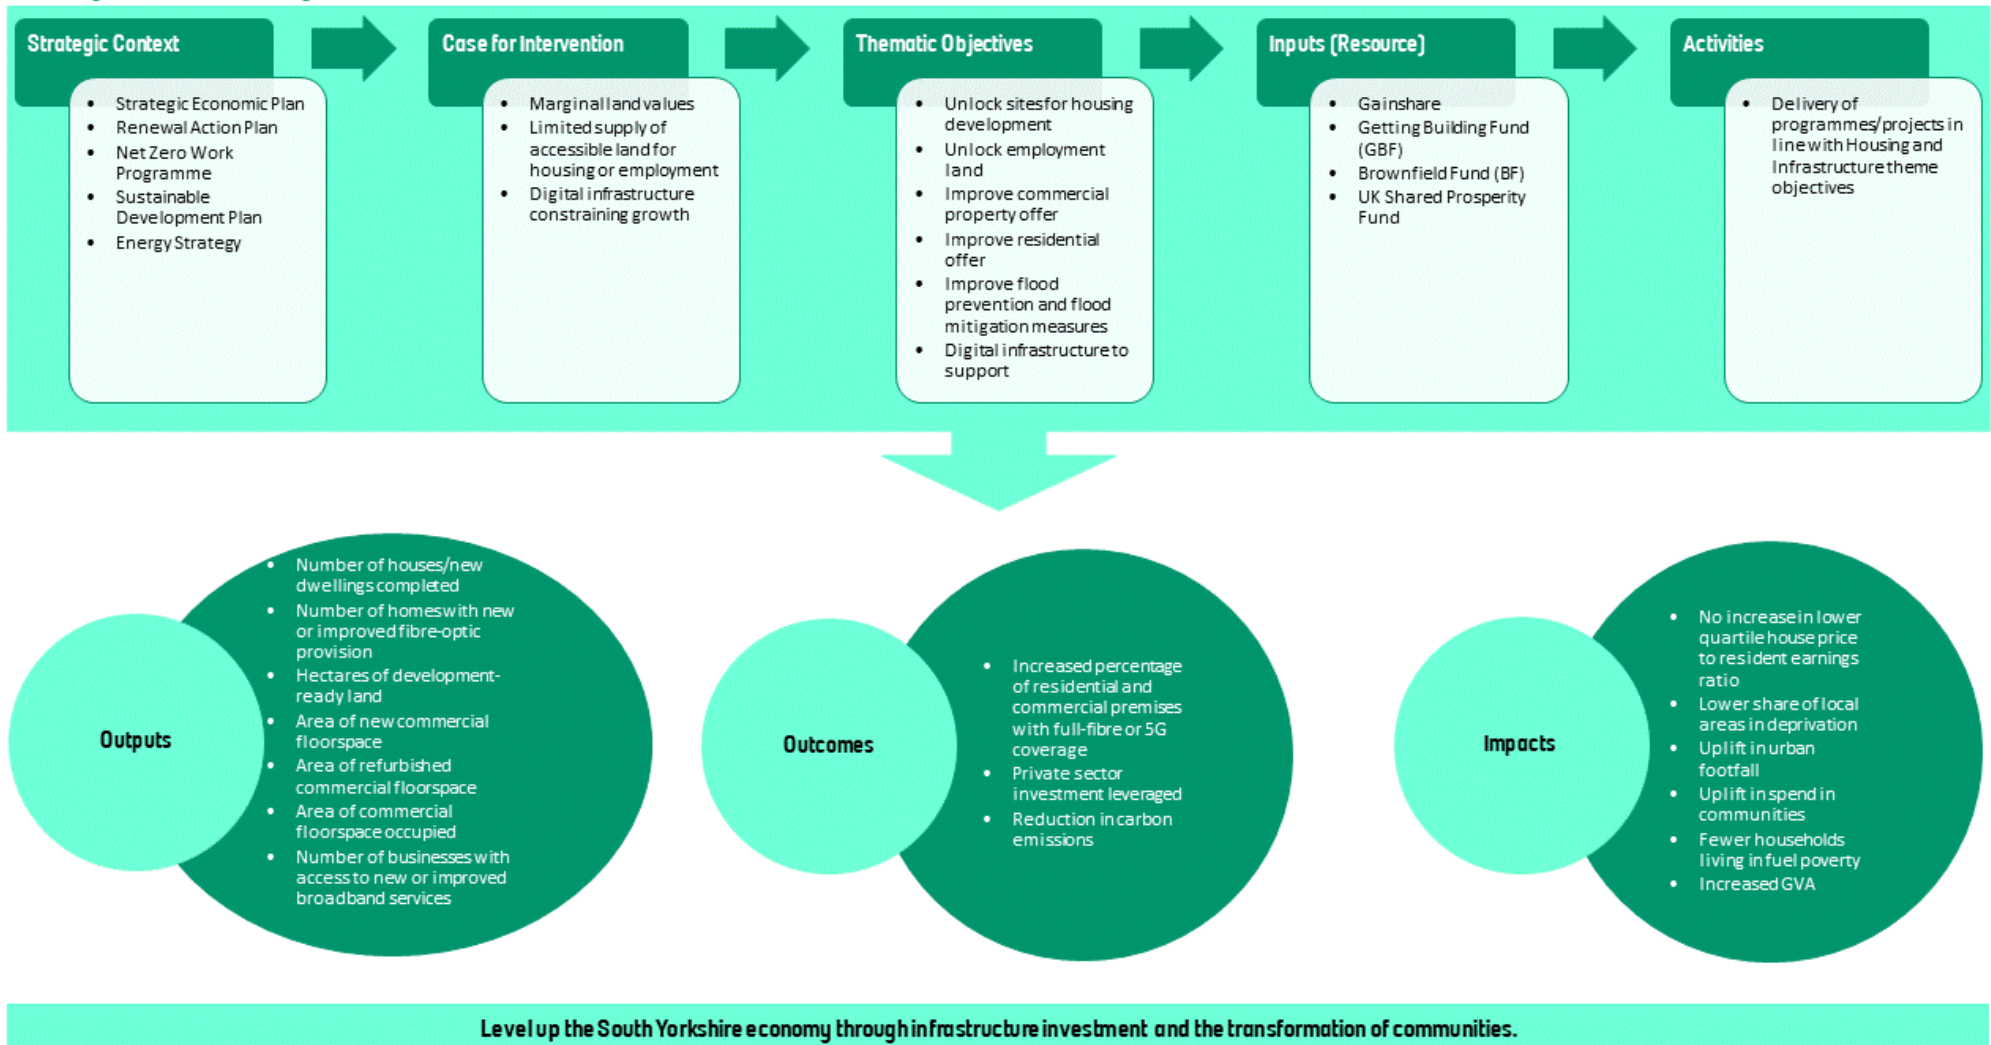 Strategic Context
• Strategic Economic Plan
• Renewal Action Plan
• Net Zero Work
Programme
• Sustainable
Development Plan
• Energy Strategy
Case for Intervention
• Marginal land values
• Limited supply of
accessible land for
housing or employment
• Digital infrastructure
constraining growth
Thematic Objectives
• Unlock sites for housing
development
• Unlock employment
land
• Improve commercial
property offer
• Improve residential
offer
• Improve flood
prevention and flood
mitigation measures
• Digital infrastructure to
support
Inputs (Resource)
• Gainshare
• Getting Building Fund
(GBF)
• Brownfield Fund (BF)
• UK Shared Prosperity
Fund
Activities
• Delivery of
programmes/projects in
line with Housing and
Infrastructure theme
objectives
Outputs
• Number of houses/new
dwellings completed
• Number of homes with new
or improved fibre-optic
provision
• Hectares of development-
ready land
• Area of new commercial
floorspace
• Area of refurbished
commercial floorspace
• Area of commercial
floorspace occupied
• Number of businesses with
access to new or improved
broadband services
Outcomes
• Increased percentage
of residential and
commercial premises
with full-fibre or 5G
coverage
• Private sector
investment leveraged
• Reduction in carbon
emissions
Impacts
• No increase in lower
quartile house price
to resident earnings
ratio
• Lower share of local
areas in deprivation
• Uplift in urban
footfall
• Uplift in spend in
communities
• Fewer households
living in fuel poverty
• Increased GVA
Level up the South Yorkshire economy through infrastructure investment and the transformation of communities.